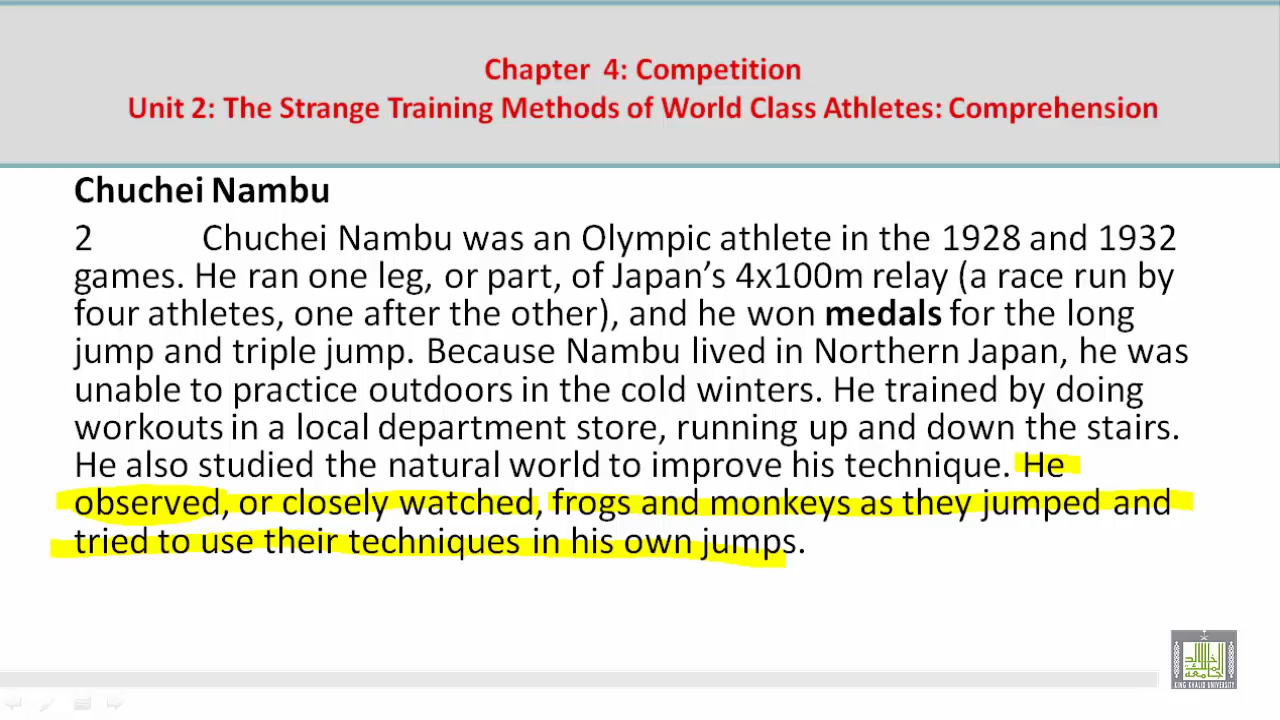 Chapter 4: Competition
Unit 2: The Strange Training Methods of World Class Athletes: Comprehension
Chuchei Nambu
2 Chuchei Nambu was an Olympic athlete in the 1928 and 1932
games. He ran one leg, or part, of Japan’s 4x100m relay (a race run by
four athletes, one after the other), and he won medals for the long
jump and triple jump. Because Nambu lived in Northern Japan, he was
unable to practice outdoors in the cold winters. He trained by doing
workouts in a local department store, running up and down the stairs.
He also studied the natural world to improve his technique. He
observed, or closely watched, frogs and monkeys as they jumped and
tried to use their techniques in his own jumps.
KING KHALID UNIVERSITY